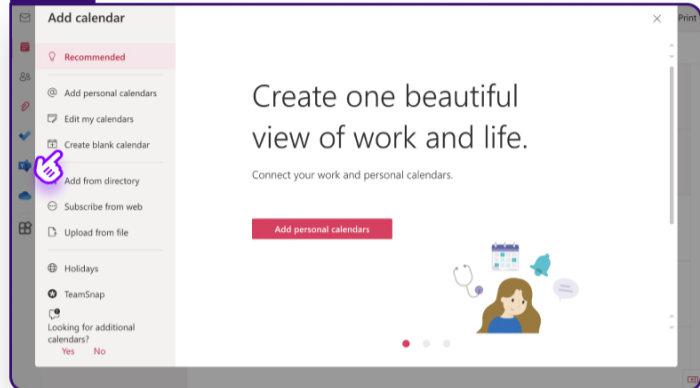 Add calendar
Print
Recommended
Add personal calendars
Edit my calendars
Create blank calendar
Add from directory
Subscribe from web
Upload from file
Holidays
TeamSnap
Looking for additional
calendars?
Yes No
Create one beautiful
view of work and life.
Connect your work and personal calendars.
Add personal calendars